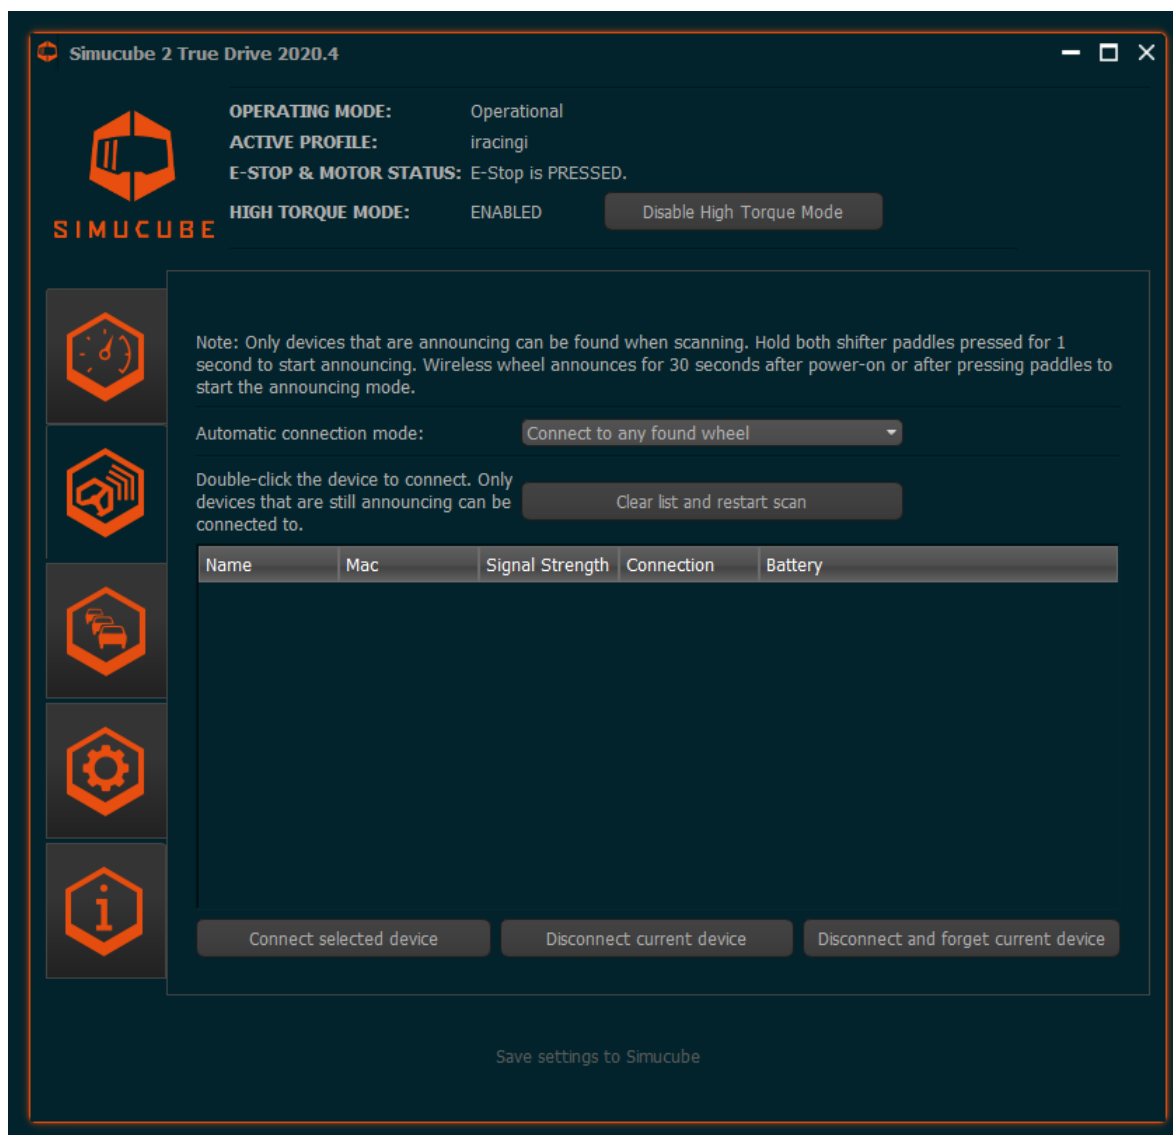 Simucube 2 True Drive 2020.4
SIMUCUBE
OPERATING MODE: Operational
ACTIVE PROFILE: iracingi
E-STOP & MOTOR STATUS: E-Stop is PRESSED.
HIGH TORQUE MODE: ENABLED Disable High Torque Mode
Note: Only devices that are announcing can be found when scanning. Hold both shifter paddles pressed for 1
second to start announcing. Wireless wheel announces for 30 seconds after power-on or after pressing paddles to
start the announcing mode.
Automatic connection mode: Connect to any found wheel
Double-click the device to connect. Only
devices that are still announcing can be
connected to.
Clear list and restart scan
Name Mac Signal Strength Connection Battery
Connect selected device Disconnect current device Disconnect and forget current device
Save settings to Simucube